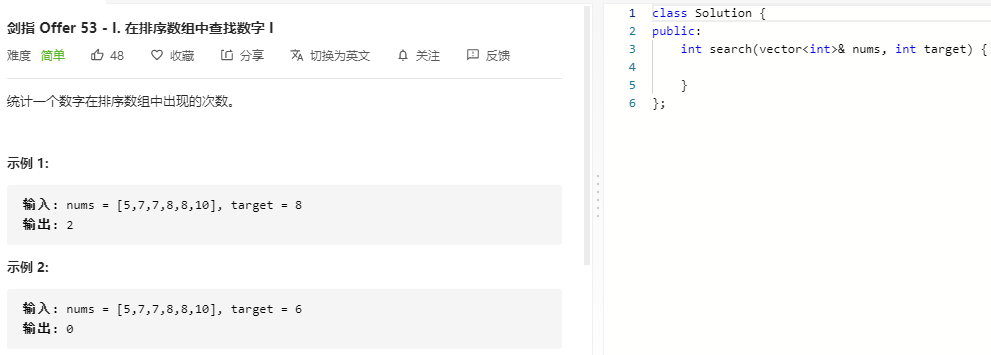 剑指 Offer 53 - I. 在排序数组中查找数字 I
难度 简单 48 收藏 分享 切换为英文 关注 反馈
统计一个数字在排序数组中出现的次数。
示例 1:
输入: nums = [5,7,7,8,8,10], target = 8
输出: 2
示例 2:
输入: nums = [5,7,7,8,8,10], target = 6
输出: 0
1 class Solution {
2 public:
3     int search(vector<int>& nums, int target) {
4
5     }
6 };